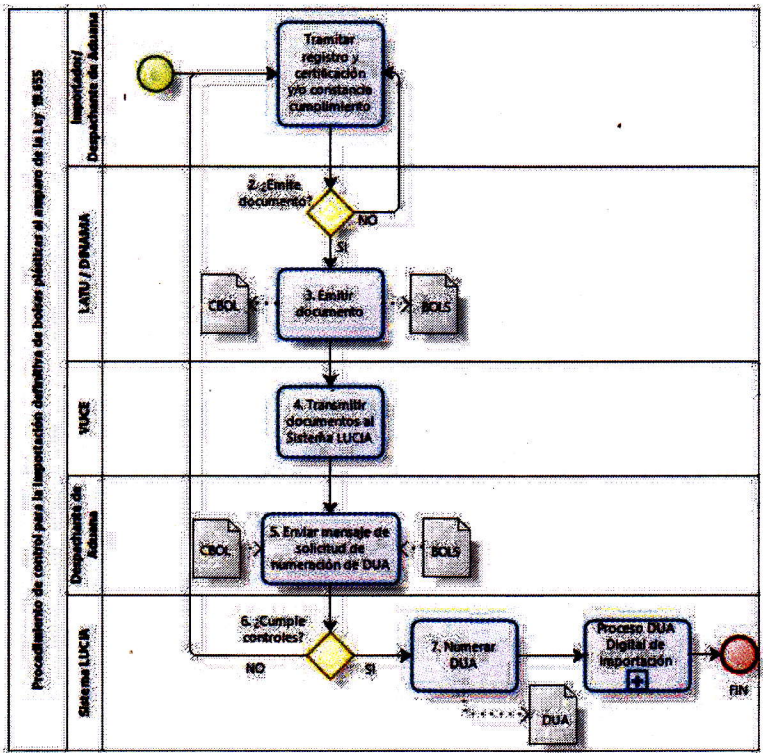 Procedimiento de control para la importación definitiva de bolsas plásticas al amparo de la Ley 19.655
Importador/
Despachante de Aduana
Tramitar
registro y
certificación
y/o constancia
cumplimiento
LATU / DINAMA
2. ¿Emite
documento?
NO
SI
CBOL
3. Emitir
documento
BOLS
VUCE
4. Transmitir
documentos al
Sistema LUCIA
Despachante de
Aduana
CBOL
5. Enviar mensaje de
solicitud de
numeración de DUA
BOLS
Sistema LUCIA
6. ¿Cumple
controles?
NO
SI
7. Numerar
DUA
Proceso DUA
Digital de
Importación
FIN
DUA